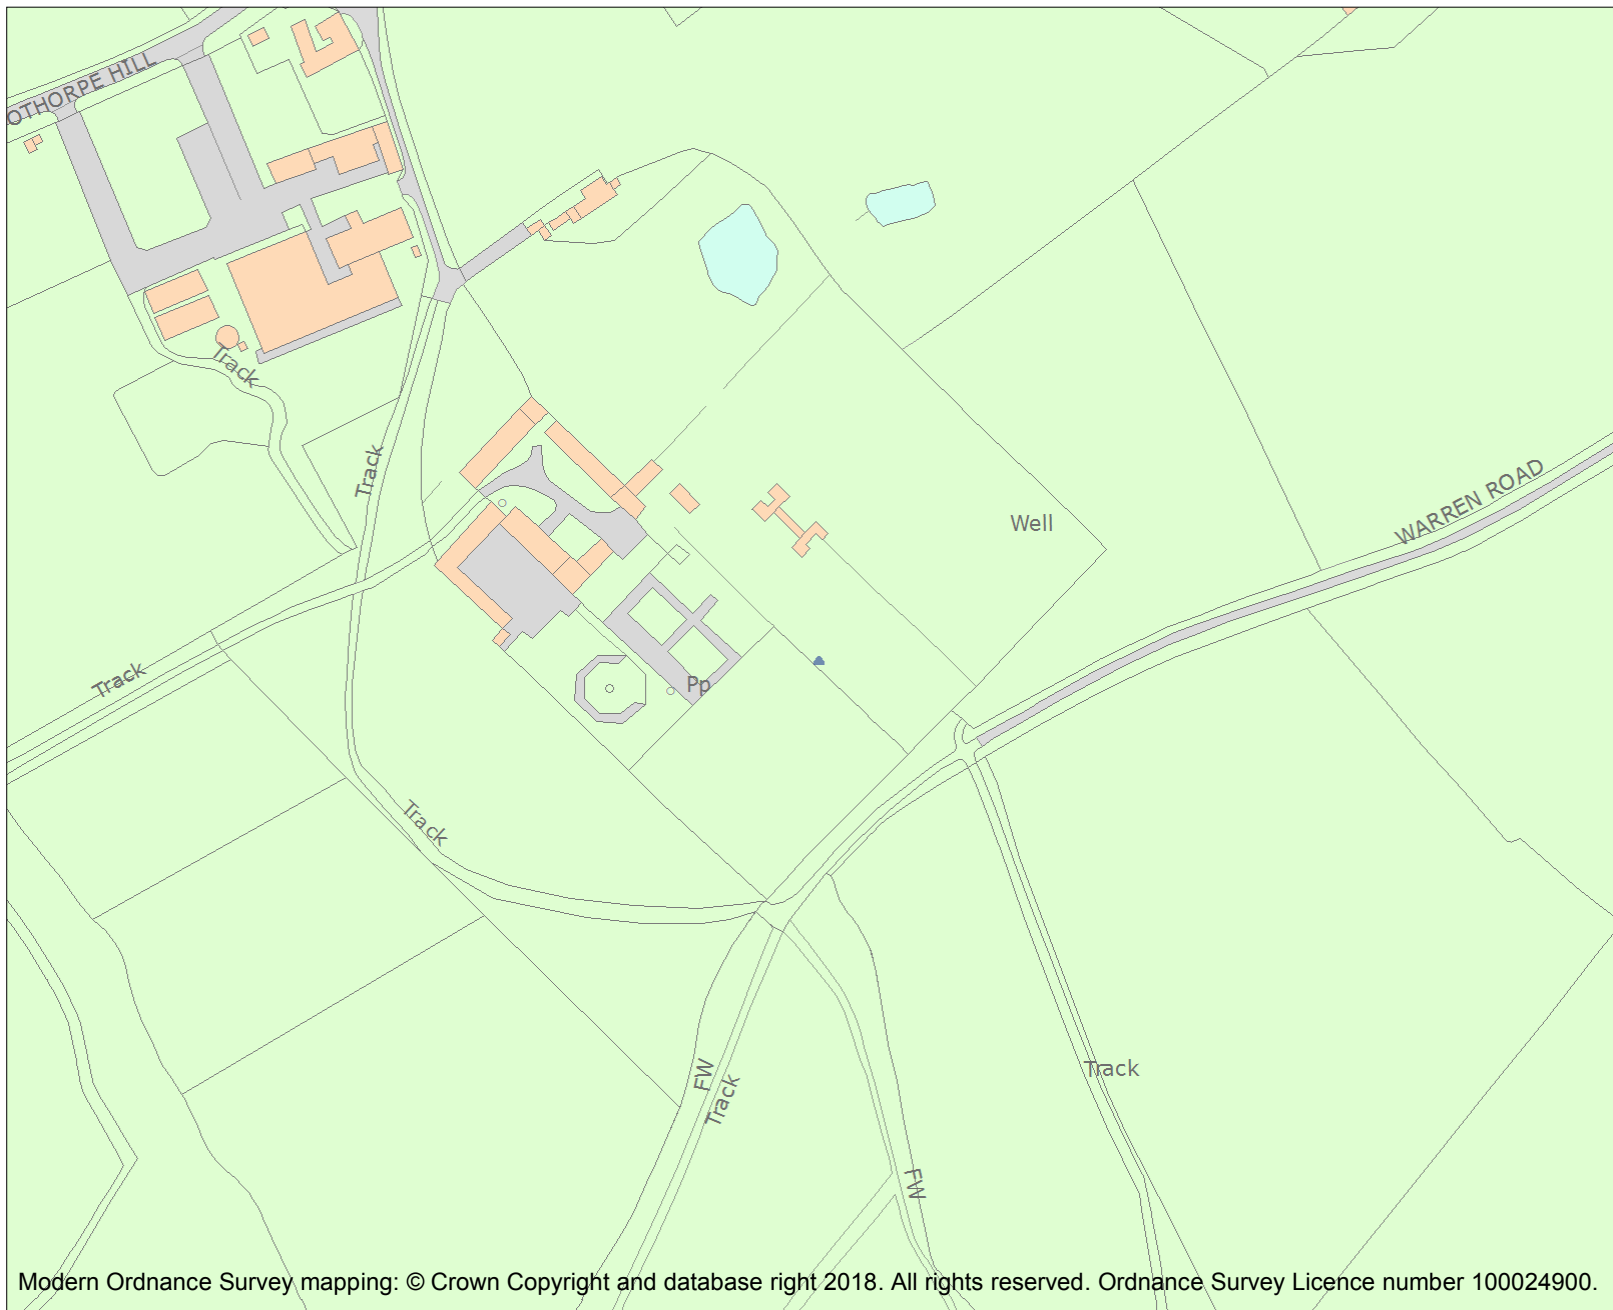 OTHORPE HILL
Track
Track
WARREN ROAD
Well
Track
Pp
Track
FW
Track
Track
FW
Modern Ordnance Survey mapping: © Crown Copyright and database right 2018. All rights reserved. Ordnance Survey Licence number 100024900.